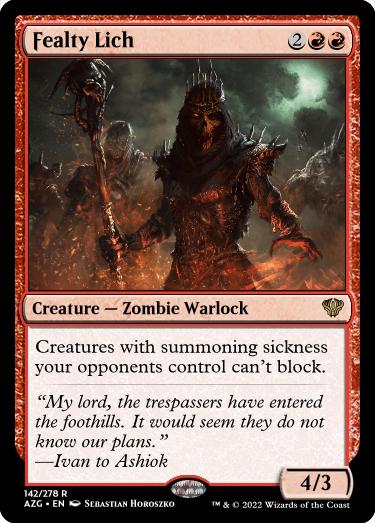 Fealty Lich 2
Creature — Zombie Warlock
Creatures with summoning sickness
your opponents control can't block.
“My lord, the trespassers have entered
the foothills. It would seem they do not
know our plans.”
—Ivan to Ashiok
4/3
142/278 R
AZG • EN Sebastian Horoszko ™ & © 2022 Wizards of the Coast